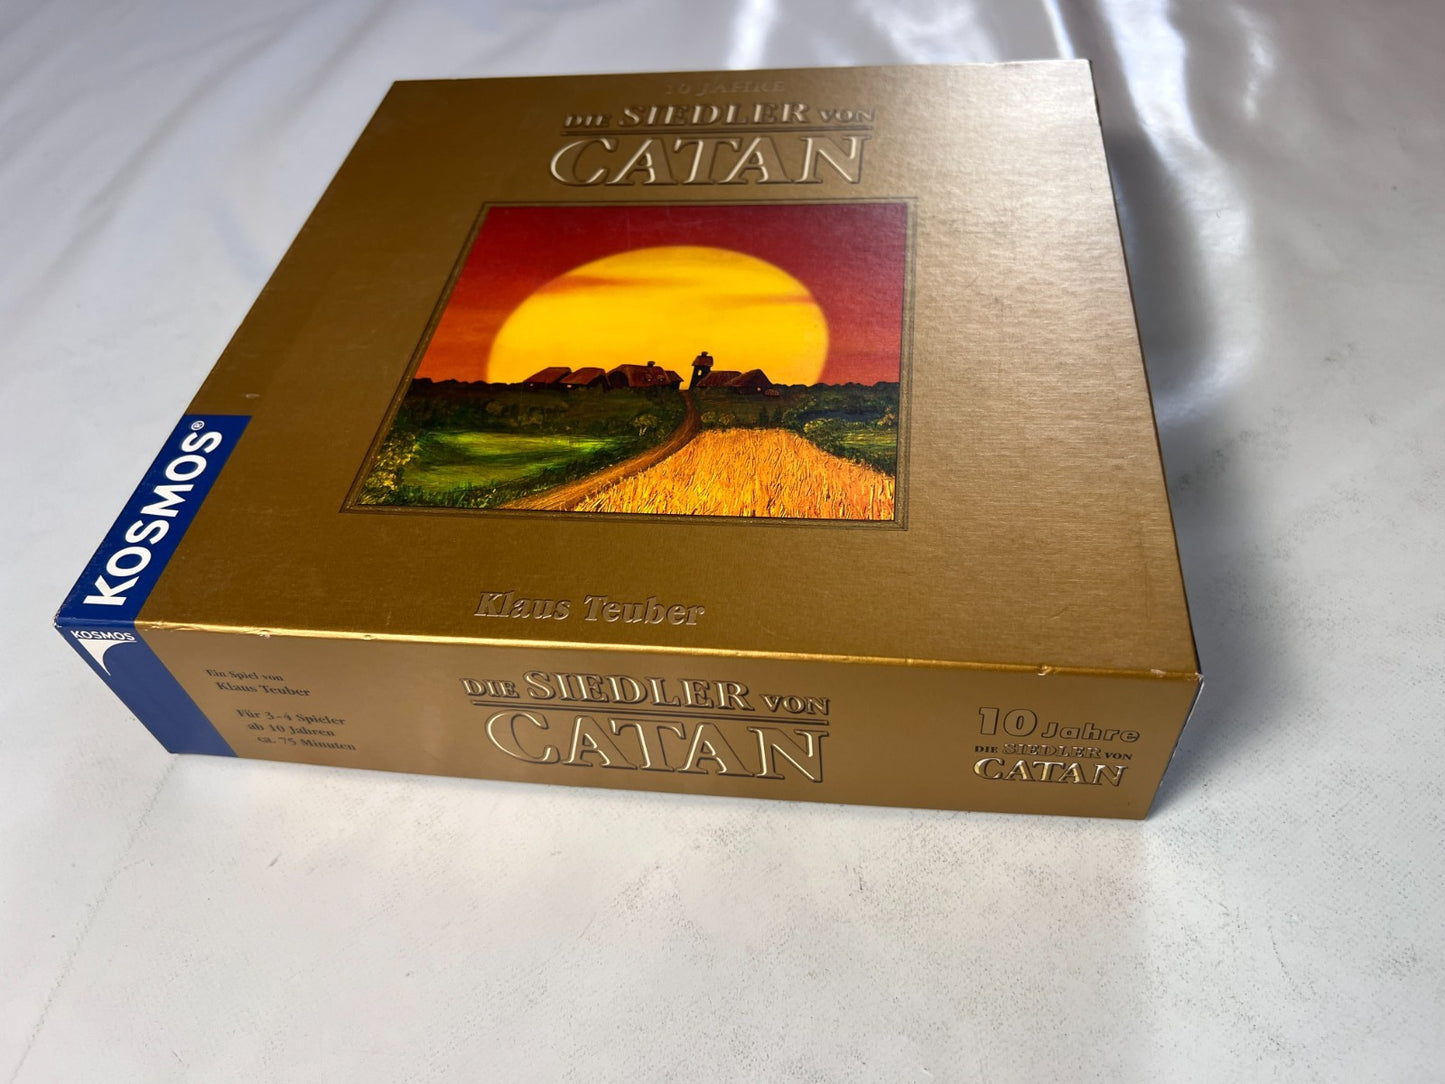 10 JAHRE
DIE SIEDLER VON
CATAN
KOSMOS®
Klaus Teuber
KOSMOS
Ein Spiel von
Klaus Teuber
Für 3-4 Spieler
ab 10 Jahren
ca. 75 Minuten
DIE SIEDLER VON
CATAN
10 Jahre
DIE SIEDLER VON
CATAN